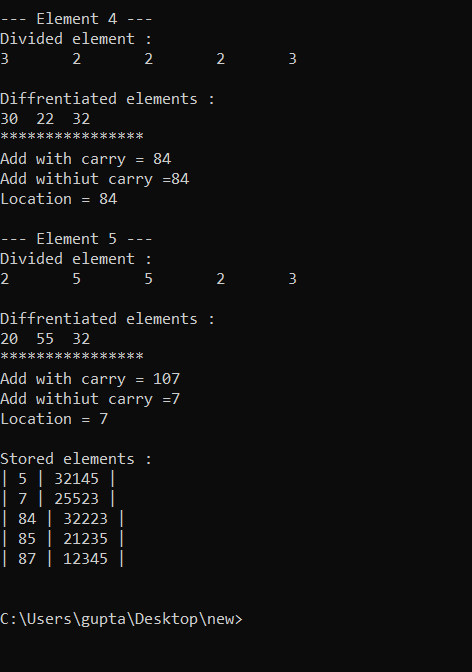 --- Element 4 ---
Divided element :
3 2 2 2 3
Diffrentiated elements :
30 22 32
****************
Add with carry = 84
Add withiut carry =84
Location = 84
--- Element 5 ---
Divided element :
2 5 5 2 3
Diffrentiated elements :
20 55 32
****************
Add with carry = 107
Add withiut carry =7
Location = 7
Stored elements :
| 5 | 32145 |
| 7 | 25523 |
| 84 | 32223 |
| 85 | 21235 |
| 87 | 12345 |
C:\Users\gupta\Desktop\new>